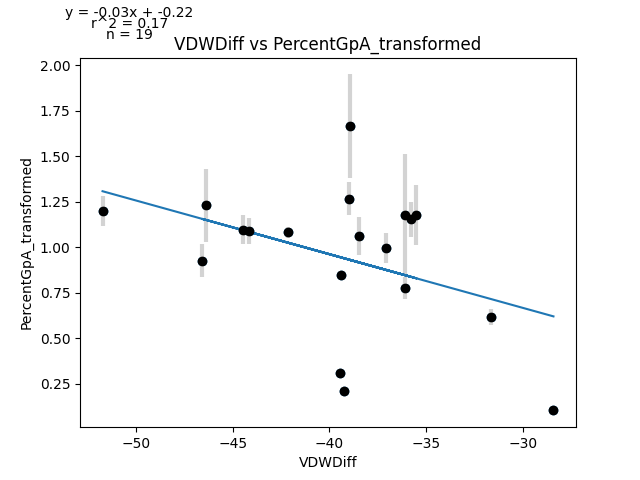 y = -0.03x + -0.22
r^2 = 0.17
n = 19
VDWDiff vs PercentGpA_transformed
2.00
1.75
1.50
1.25
1.00
0.75
0.50
0.25
PercentGpA_transformed
−50
−45
−40
−35
−30
VDWDiff